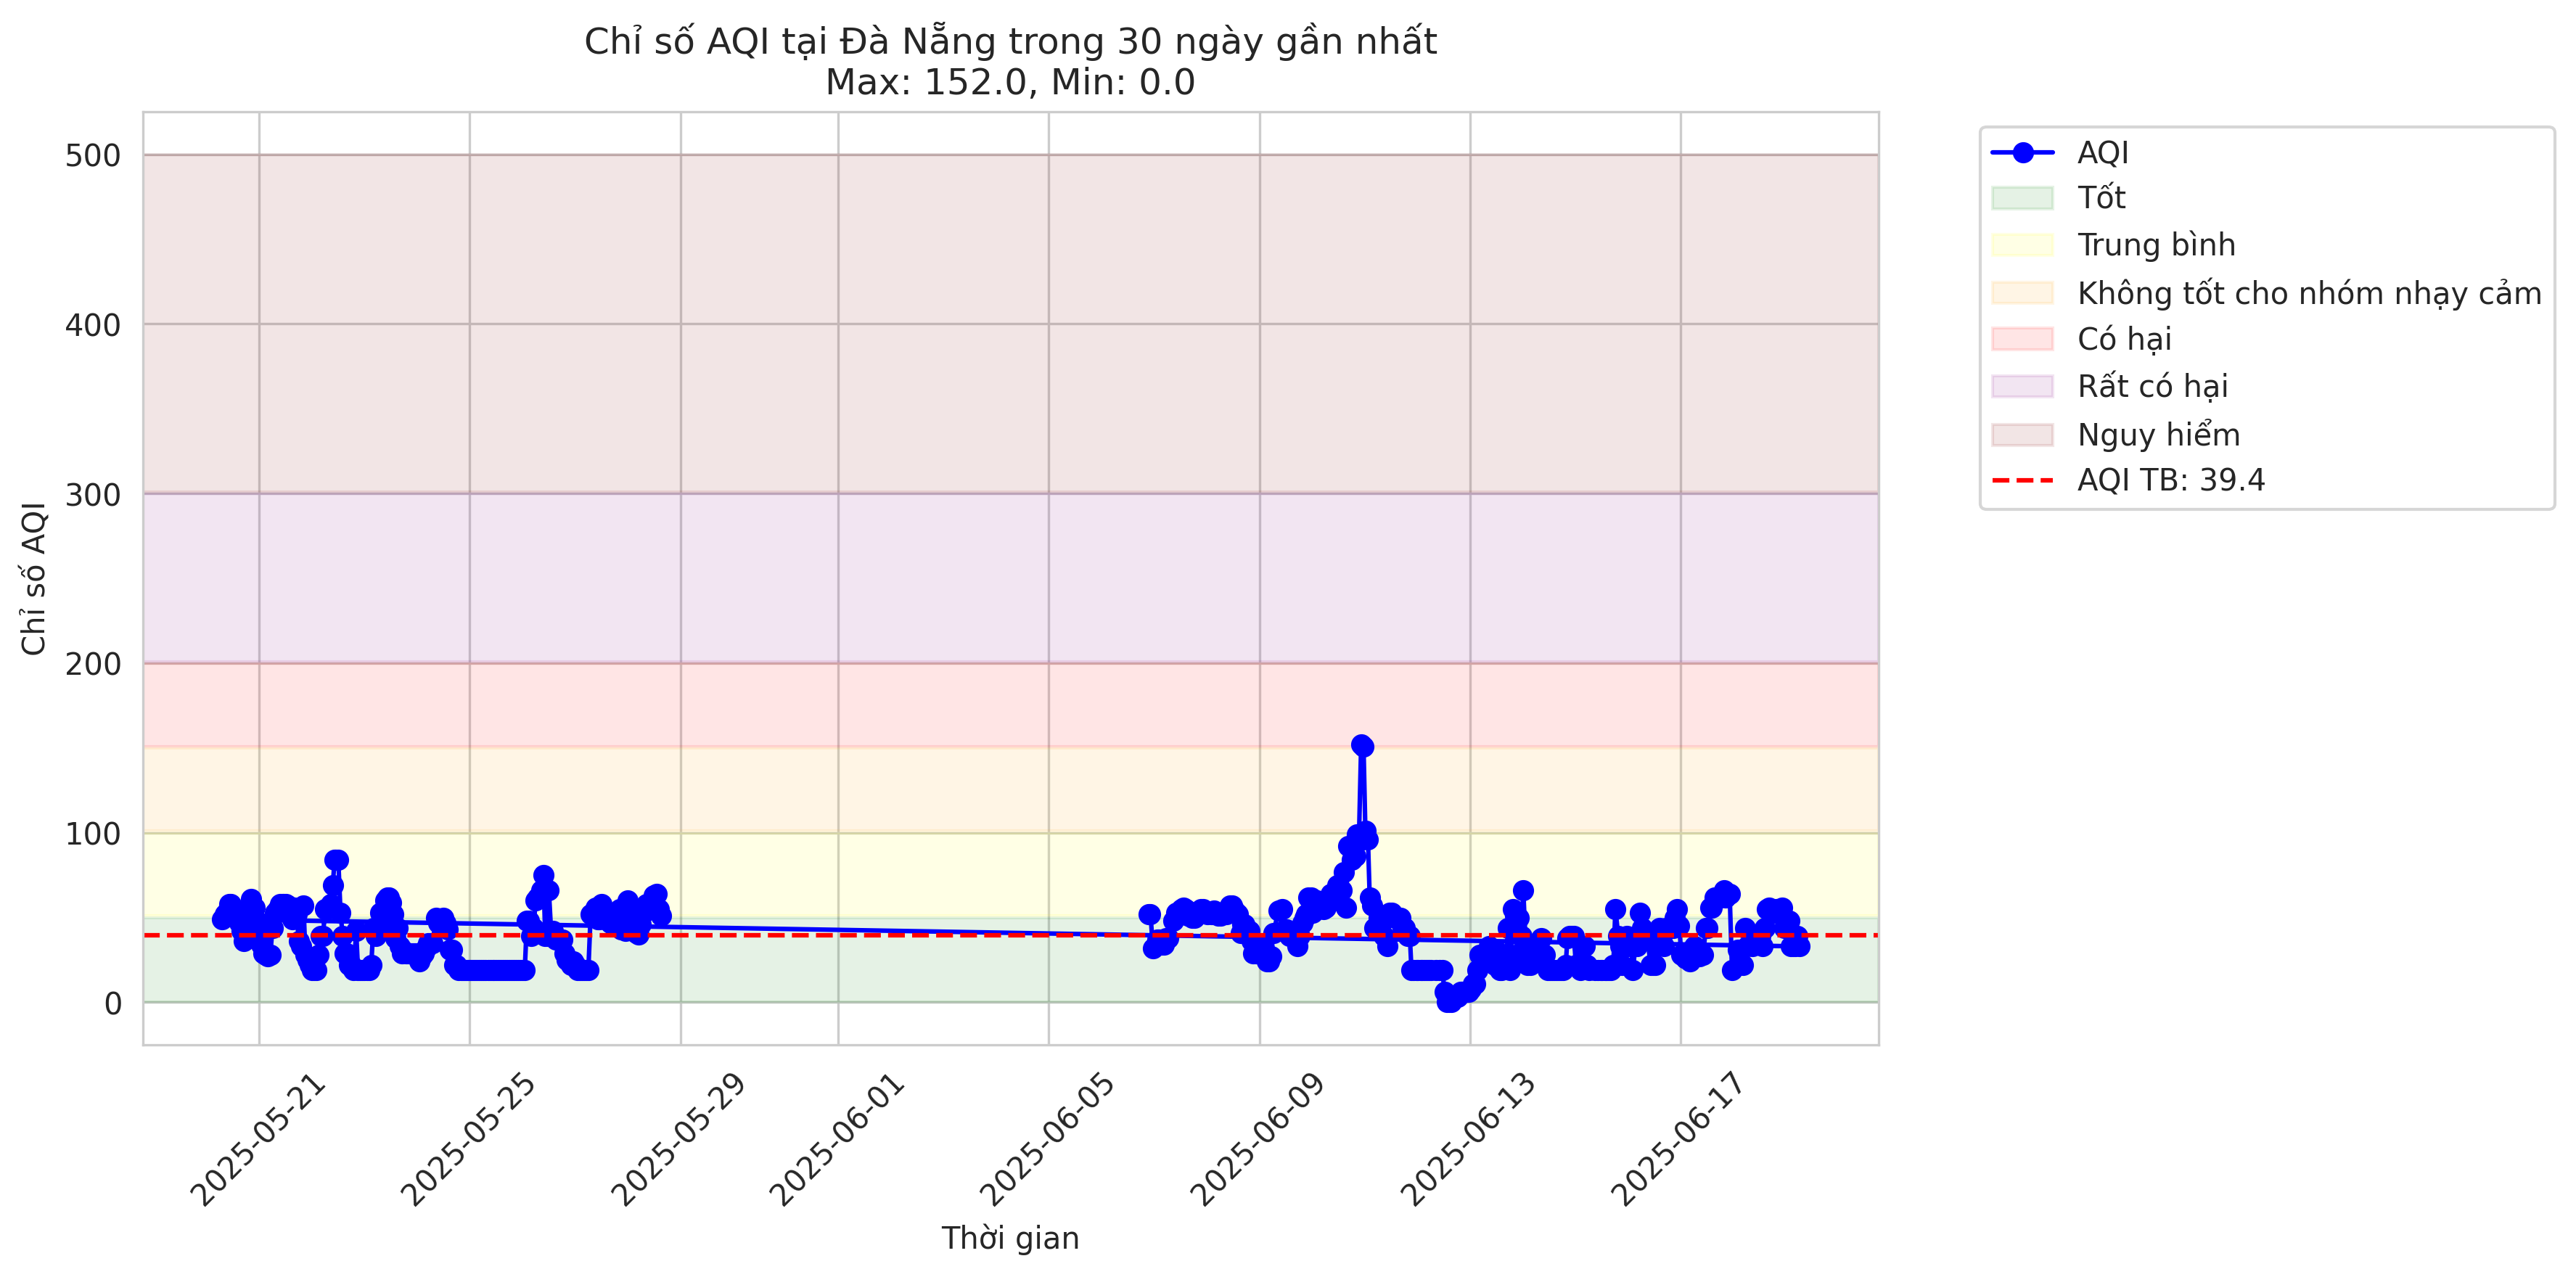 Chỉ số AQI tại Đà Nẵng trong 30 ngày gần nhất
Max: 152.0, Min: 0.0
Chỉ số AQI
500
400
300
200
100
0
2025-05-21
2025-05-25
2025-05-29
2025-06-01
2025-06-05
2025-06-09
2025-06-13
2025-06-17
Thời gian
AQI
Tốt
Trung bình
Không tốt cho nhóm nhạy cảm
Có hại
Rất có hại
Nguy hiểm
AQI TB: 39.4